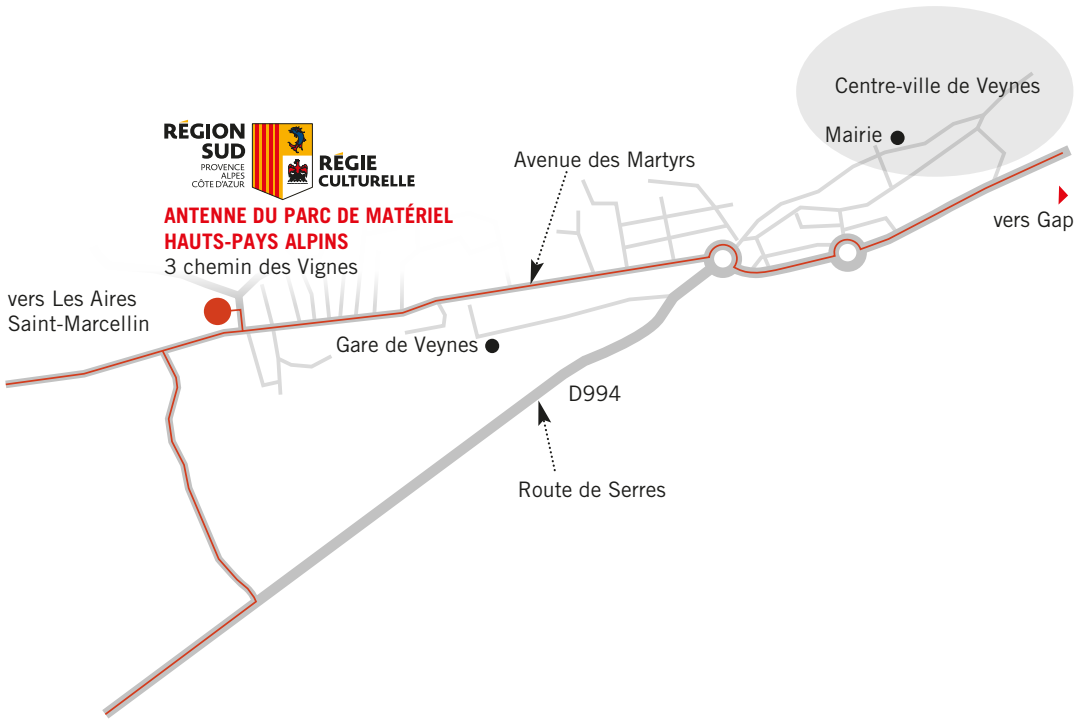 Centre-ville de Veynes
Mairie
RÉGION
SUD
PROVENCE
ALPES
CÔTE D'AZUR
RÉGIE
CULTURELLE
Avenue des Martyrs
ANTENNE DU PARC DE MATÉRIEL
HAUTS-PAYS ALPINS
3 chemin des Vignes
vers Gap
vers Les Aires
Saint-Marcellin
Gare de Veynes
D994
Route de Serres